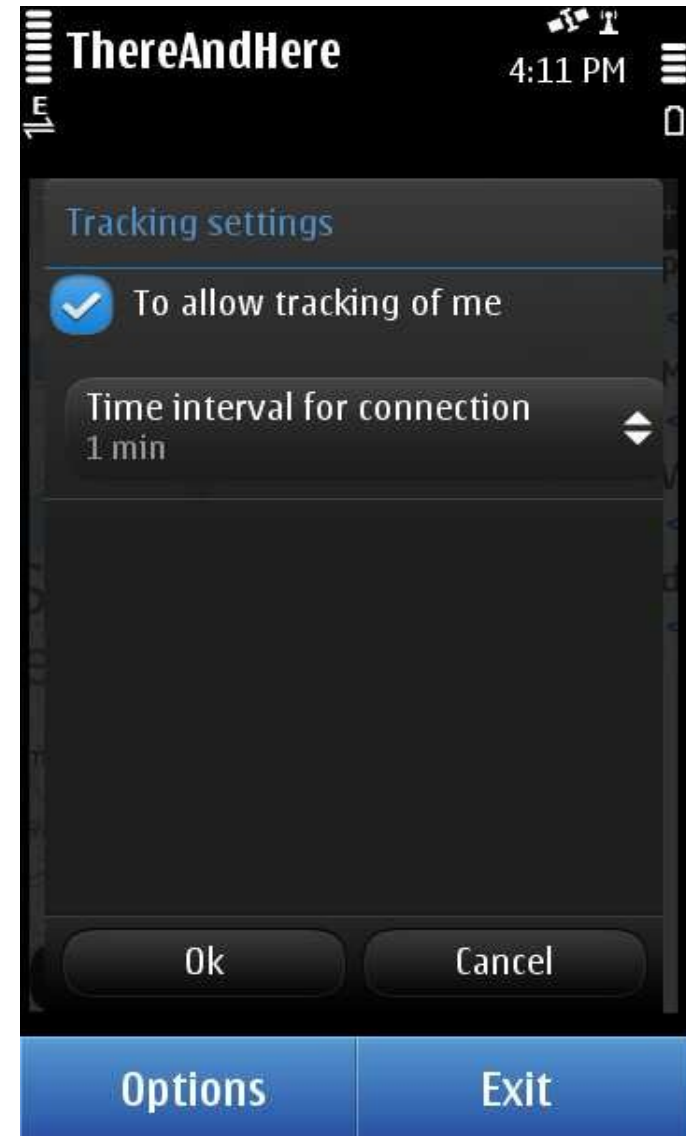 ThereAndHere
4:11 PM
E
Tracking settings
To allow tracking of me
Time interval for connection
1 min
Ok
Cancel
Options
Exit